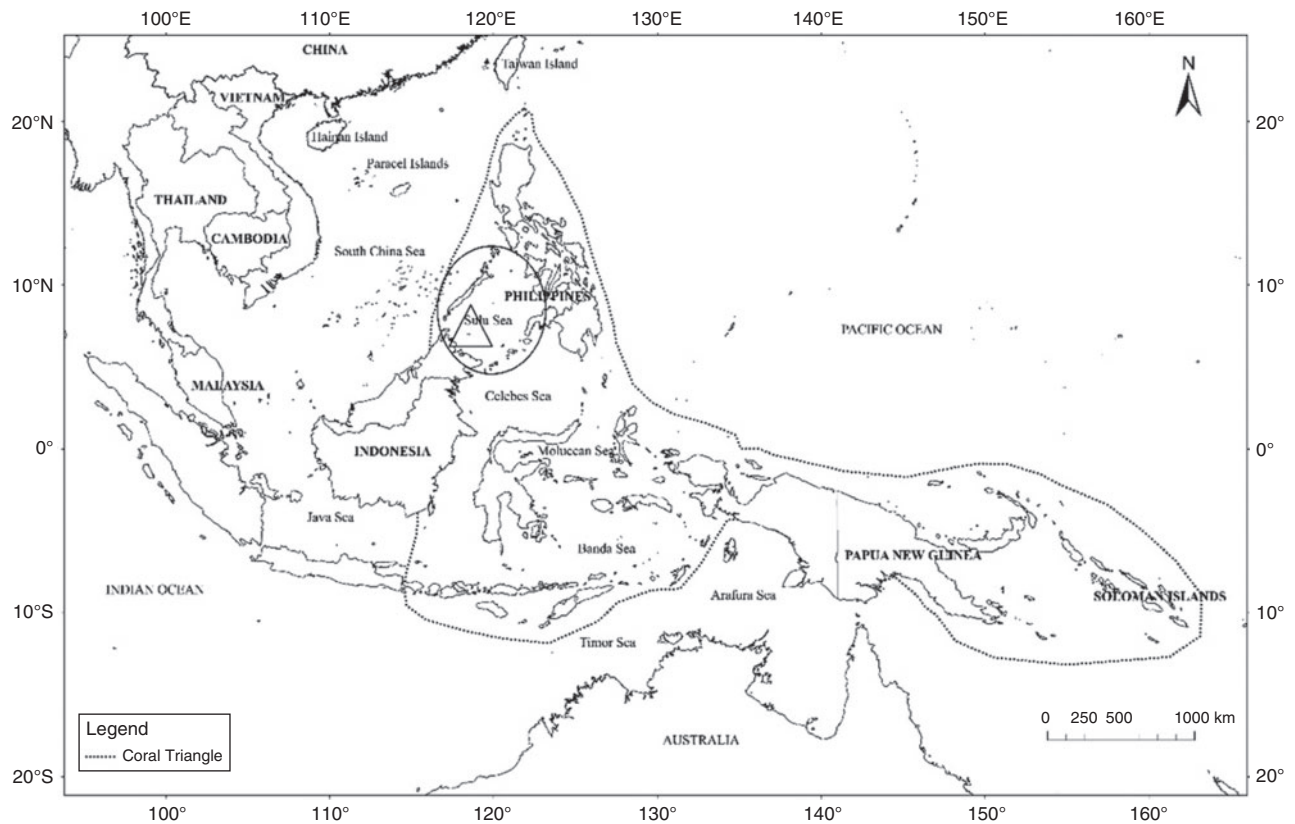 100°E 110°E 120°E 130°E 140°E 150°E 160°E
CHINA
Taiwan Island
N
VIETNAM
20°N 20°
Hainan Island
Paracel Islands
THAILAND
CAMBODIA
South China Sea
10°N 10°
PHILIPPINES
Sulu Sea
PACIFIC OCEAN
MALAYSIA
Celebes Sea
0° 0°
INDONESIA
Moluccan Sea
Java Sea
Banda Sea
PAPUA NEW GUINEA
INDIAN OCEAN
Arafura Sea
SOLOMAN ISLANDS
10°S 10°
Timor Sea
Legend
Coral Triangle
0 250 500 1000 km
AUSTRALIA
20°S 20°
100° 110° 120° 130° 140° 150° 160°